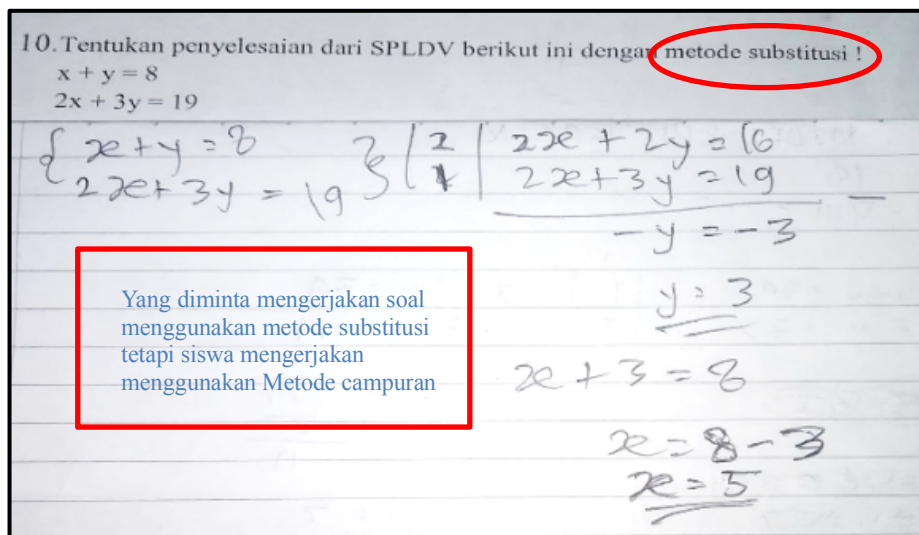 10. Tentukan penyelesaian dari SPLDV berikut ini dengan metode substitusi !
x + y = 8
2x + 3y = 19
{ x + y = 8 } | 2 | 2x + 2y = 16
2x + 3y = 19 | 1 | 2x + 3y = 19 –
-y = -3
y = 3
x + 3 = 8
x = 8 - 3
x = 5
Yang diminta mengerjakan soal
menggunakan metode substitusi
tetapi siswa mengerjakan
menggunakan Metode campuran